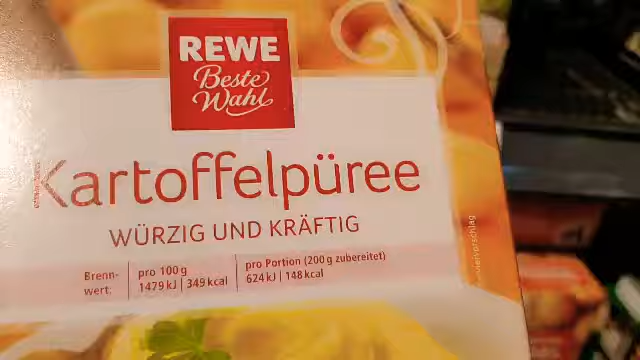 REWE
Beste
Wahl
Kartoffelpüree
WÜRZIG UND KRÄFTIG
Brenn-
wert:
pro 100 g
1479 kJ | 349 kcal
pro Portion (200 g zubereitet)
624 kJ | 148 kcal